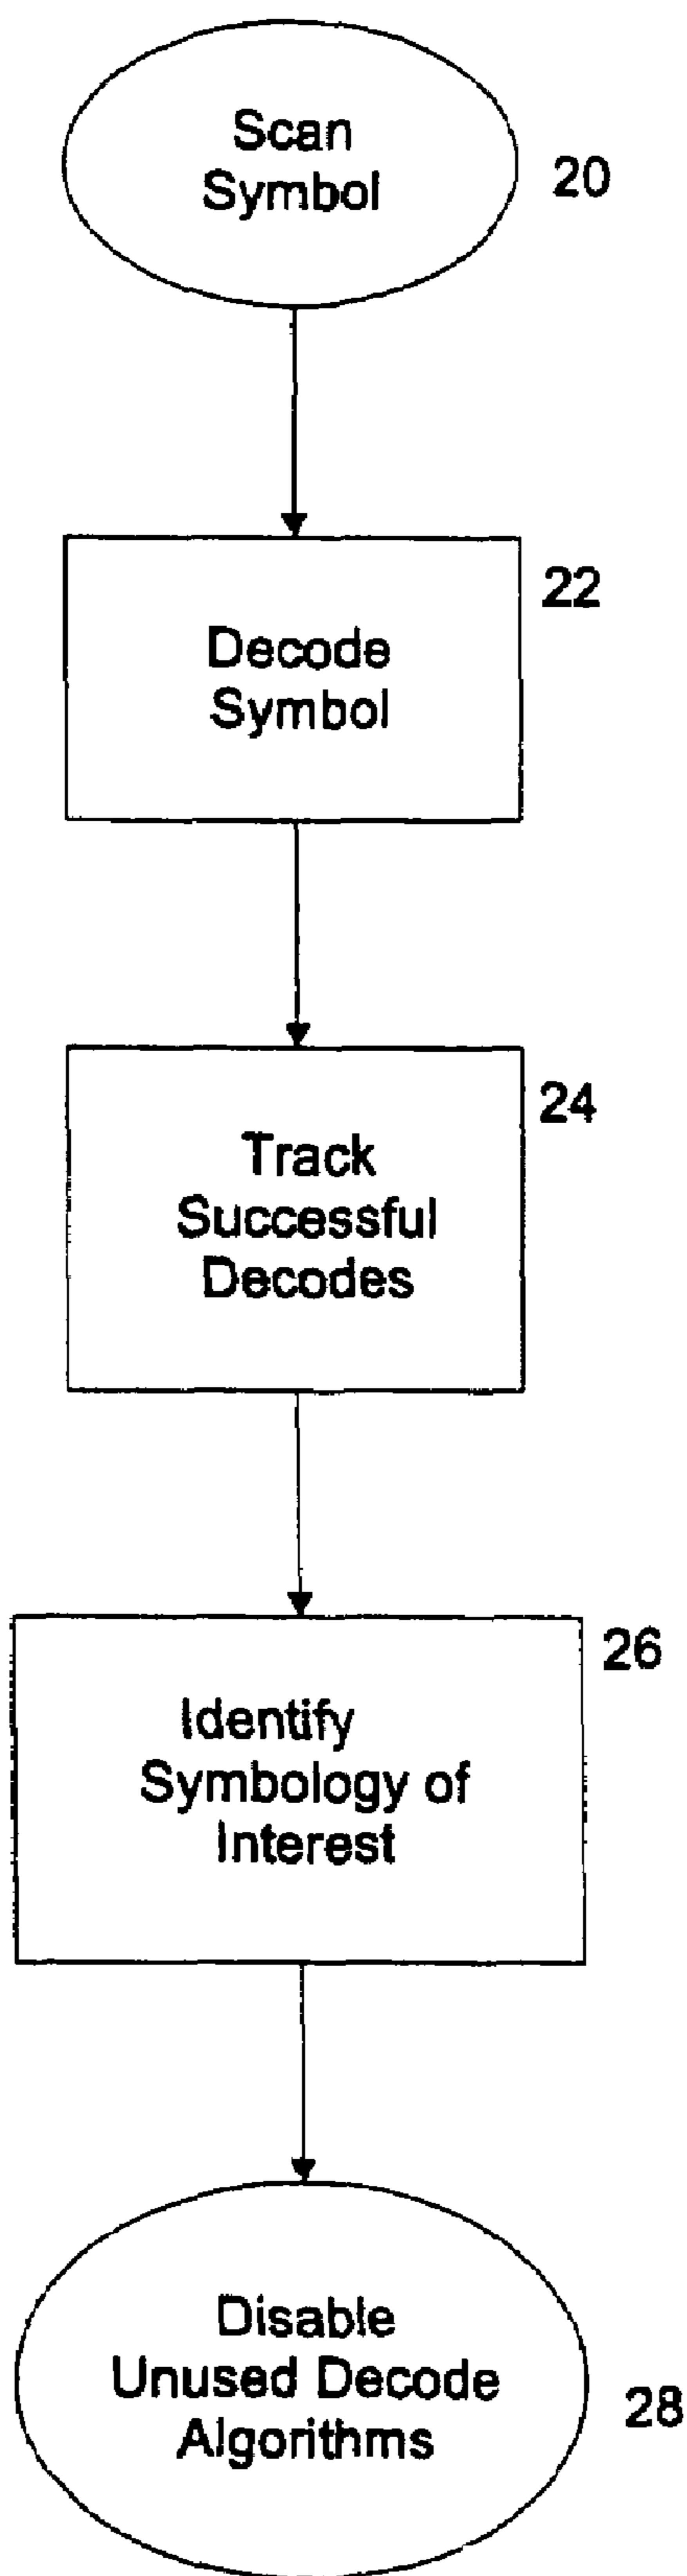 Scan
Symbol
20
22
Decode
Symbol
24
Track
Successful
Decodes
26
Identify
Symbology of
Interest
Disable
Unused Decode
Algorithms
28